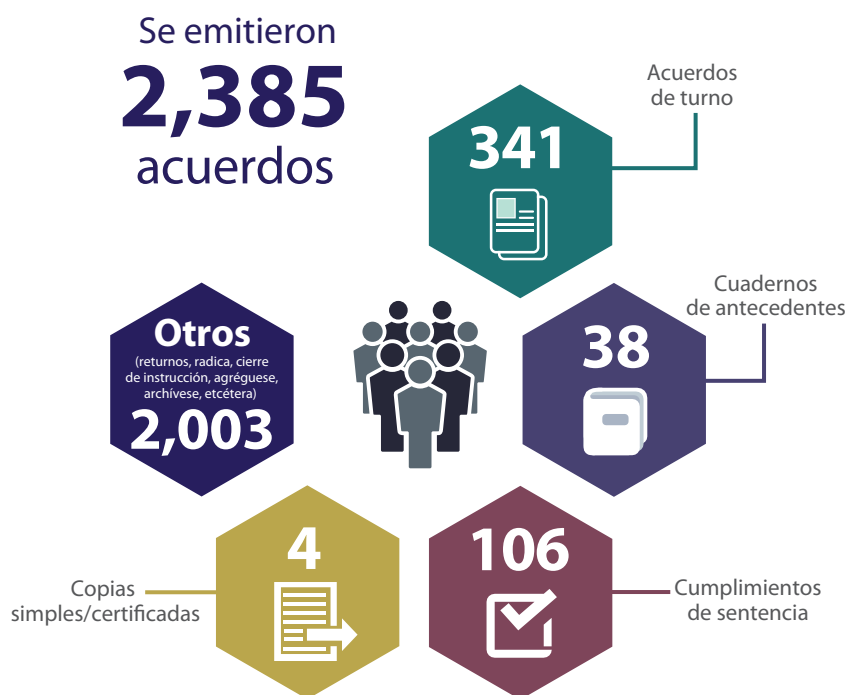 Se emitieron
2,385
acuerdos
Acuerdos
de turno
341
Cuadernos
de antecedentes
38
Otros
(returnos, radica, cierre
de instrucción, agréguese,
archívese, etcétera)
2,003
4
Copias
simples/certificadas
106
Cumplimientos
de sentencia